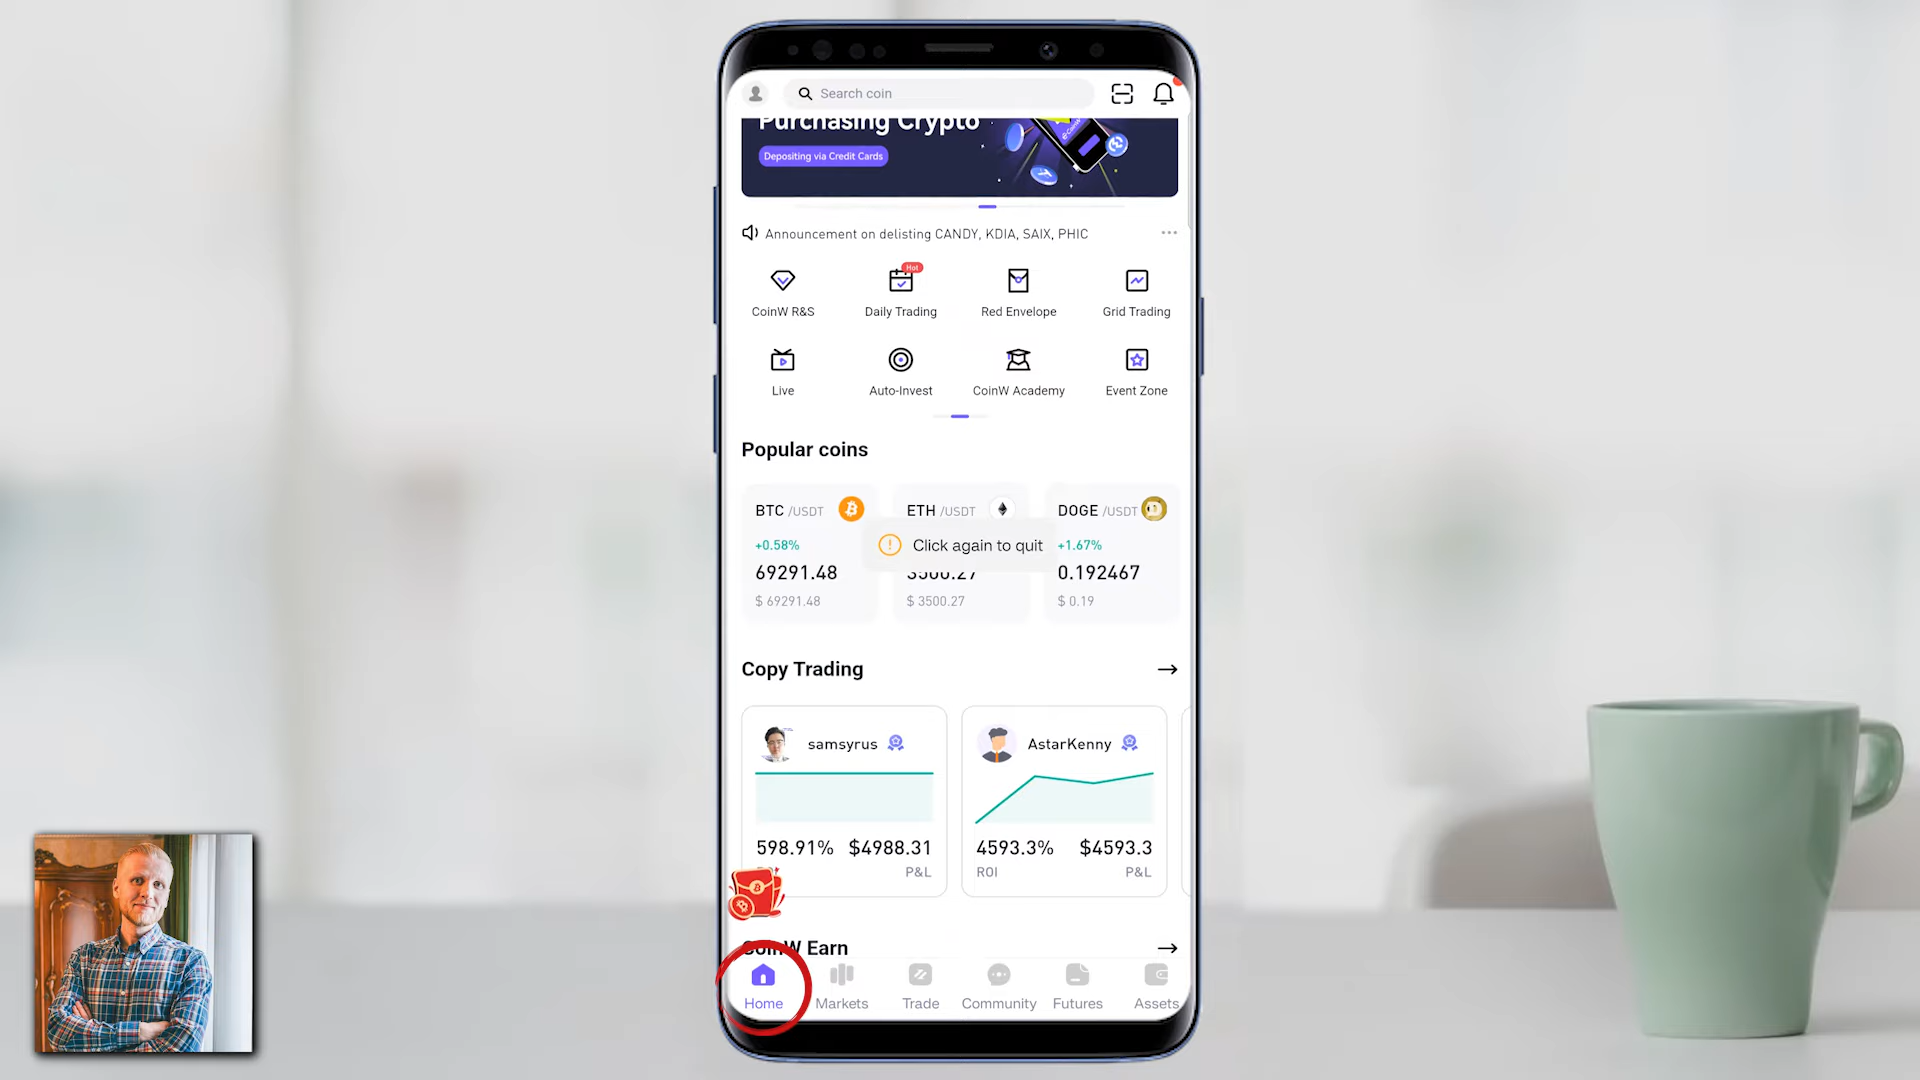 Search coin
Purchasing Crypto
Depositing via Credit Cards
Announcement on delisting CANDY, KDIA, SAIX, PHIC
Hot
CoinW R&S Daily Trading Red Envelope Grid Trading
Live Auto-Invest CoinW Academy Event Zone
Popular coins
BTC /USDT ETH /USDT DOGE /USDT
+0.58% Click again to quit +1.67%
69291.48 3500.27 0.192467
$ 69291.48 $ 3500.27 $ 0.19
Copy Trading
samsyrus AstarKenny
598.91% $4988.31 4593.3% $4593.3
P&L ROI P&L
CoinW Earn
Home Markets Trade Community Futures Assets